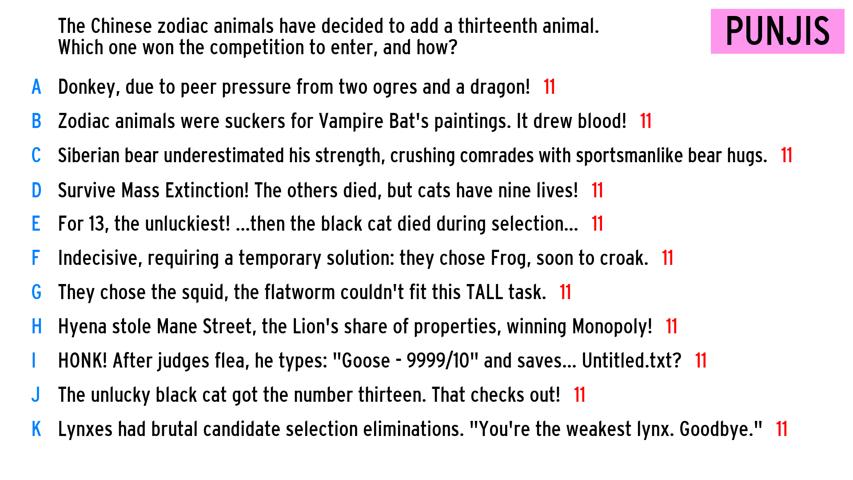 The Chinese zodiac animals have decided to add a thirteenth animal.
Which one won the competition to enter, and how?
PUNJIS
A Donkey, due to peer pressure from two ogres and a dragon! 11
B Zodiac animals were suckers for Vampire Bat's paintings. It drew blood! 11
C Siberian bear underestimated his strength, crushing comrades with sportsmanlike bear hugs. 11
D Survive Mass Extinction! The others died, but cats have nine lives! 11
E For 13, the unluckiest! ...then the black cat died during selection... 11
F Indecisive, requiring a temporary solution: they chose Frog, soon to croak. 11
G They chose the squid, the flatworm couldn't fit this TALL task. 11
H Hyena stole Mane Street, the Lion's share of properties, winning Monopoly! 11
I HONK! After judges flea, he types: "Goose - 9999/10" and saves... Untitled.txt? 11
J The unlucky black cat got the number thirteen. That checks out! 11
K Lynxes had brutal candidate selection eliminations. "You're the weakest lynx. Goodbye." 11